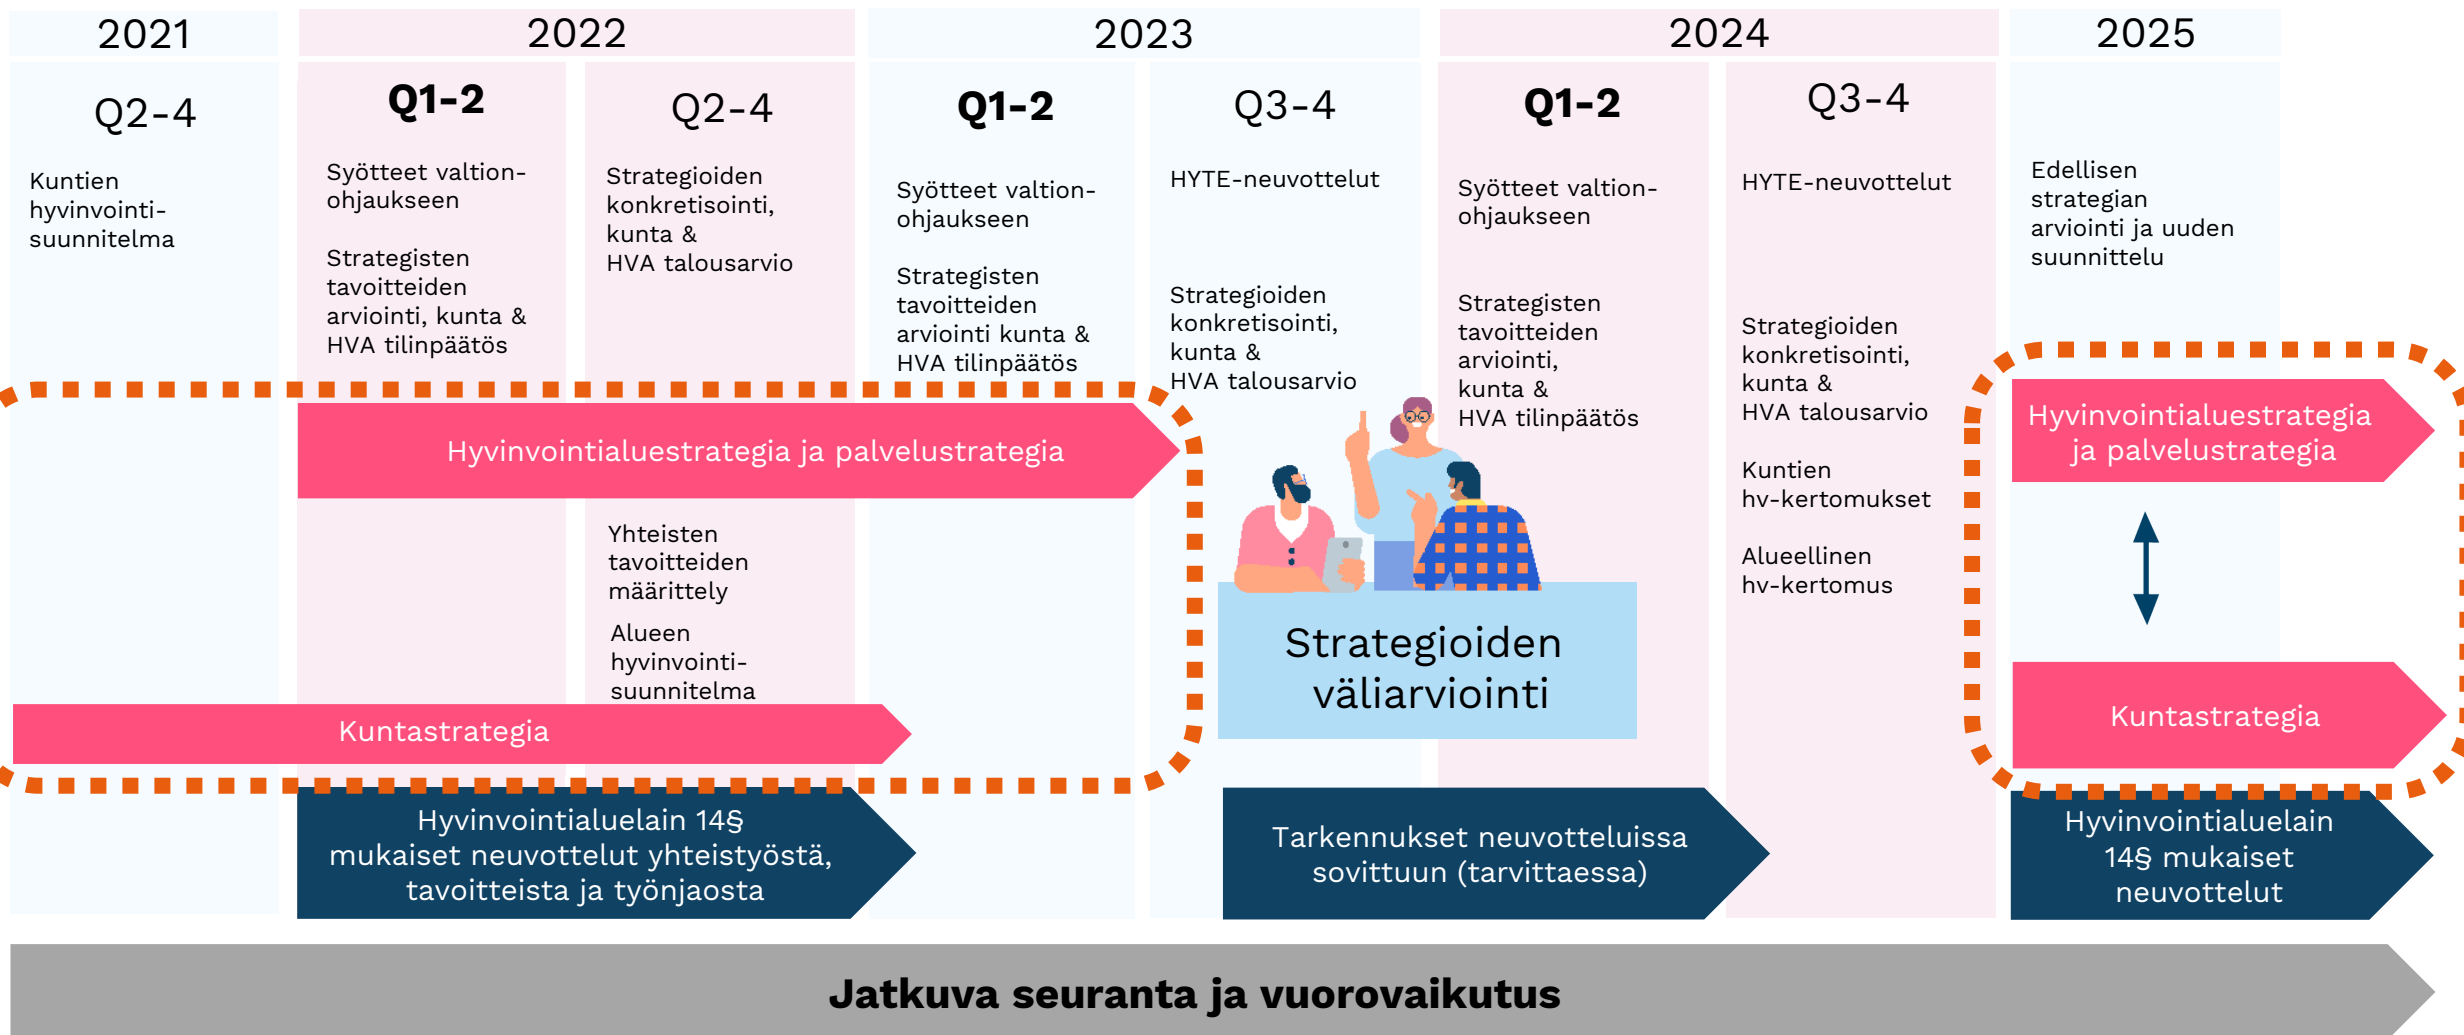 2021
2022
2023
2024
2025
Q2-4
Kuntien
hyvinvointi-
suunnitelma
Q1-2
Syötteet valtion-
ohjaukseen
Strategisten
tavoitteiden
arviointi, kunta &
HVA tilinpäätös
Q2-4
Strategioiden
konkretisointi,
kunta &
HVA talousarvio
Q1-2
Syötteet valtion-
ohjaukseen
Strategisten
tavoitteiden
arviointi kunta &
HVA tilinpäätös
Q3-4
HYTE-neuvottelut
Strategioiden
konkretisointi,
kunta &
HVA talousarvio
Q1-2
Syötteet valtion-
ohjaukseen
Strategisten
tavoitteiden
arviointi,
kunta &
HVA tilinpäätös
Q3-4
HYTE-neuvottelut
Strategioiden
konkretisointi,
kunta &
HVA talousarvio
Kuntien
hv-kertomukset
Alueellinen
hv-kertomus
Edellisen
strategian
arviointi ja uuden
suunnittelu
Hyvinvointialuestrategia ja palvelustrategia
Yhteisten
tavoitteiden
määrittely
Alueen
hyvinvointi-
suunnitelma
Kuntastrategia
Strategioiden
väliarviointi
Hyvinvointialuestrategia
ja palvelustrategia
Kuntastrategia
Hyvinvointialuelain 14§
mukaiset neuvottelut yhteistyöstä,
tavoitteista ja työnjaosta
Tarkennukset neuvotteluissa
sovittuun (tarvittaessa)
Hyvinvointialuelain
14§ mukaiset
neuvottelut
Jatkuva seuranta ja vuorovaikutus